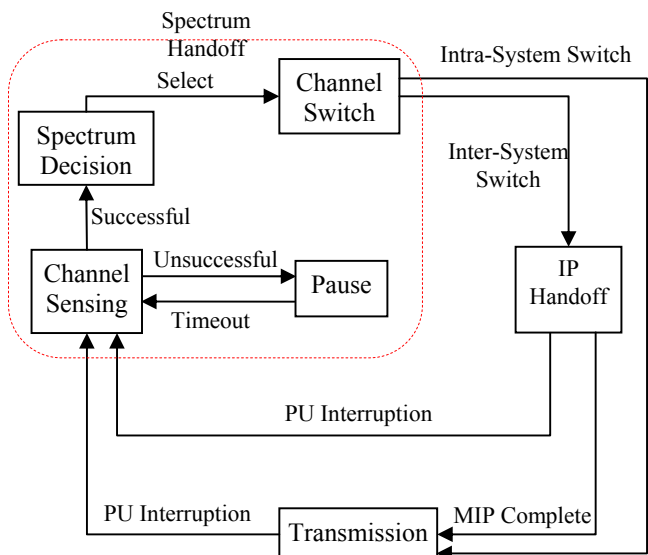 Spectrum
Handoff
Intra-System Switch
Select
Channel
Switch
Spectrum
Decision
Inter-System
Switch
Successful
Channel
Sensing
Unsuccessful
Timeout
Pause
IP
Handoff
PU Interruption
PU Interruption
Transmission
MIP Complete